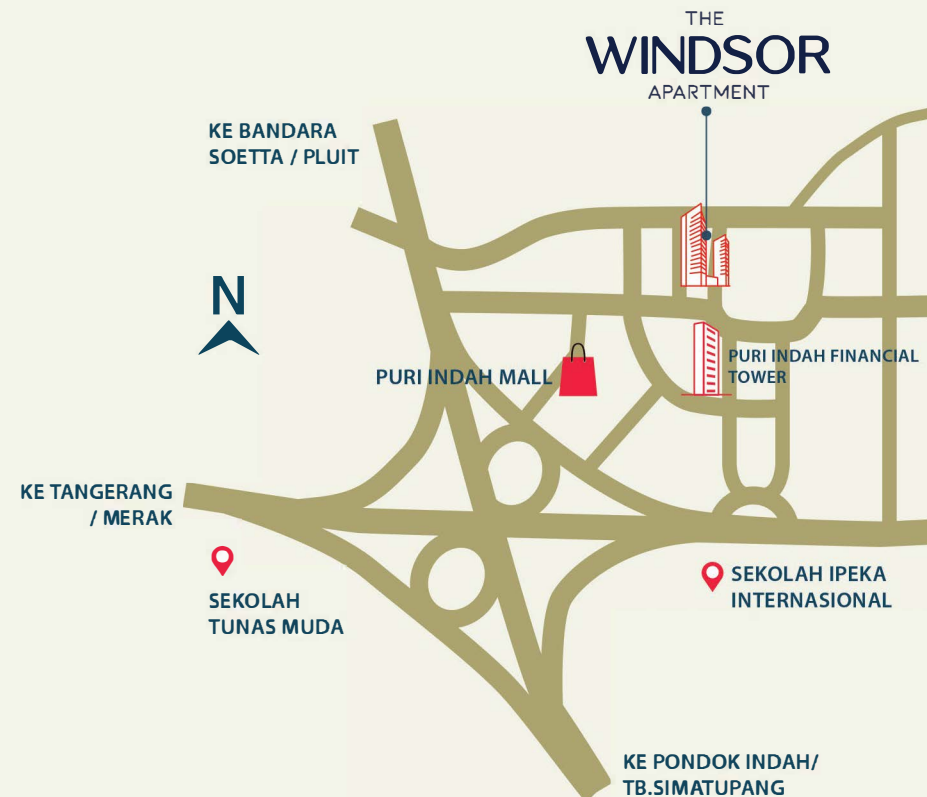 THE
WINDSOR
APARTMENT
KE BANDARA
SOETTA / PLUIT
N
PURI INDAH MALL
PURI INDAH FINANCIAL
TOWER
KE TANGERANG
/ MERAK
SEKOLAH
TUNAS MUDA
SEKOLAH IPEKA
INTERNASIONAL
KE PONDOK INDAH/
TB.SIMATUPANG